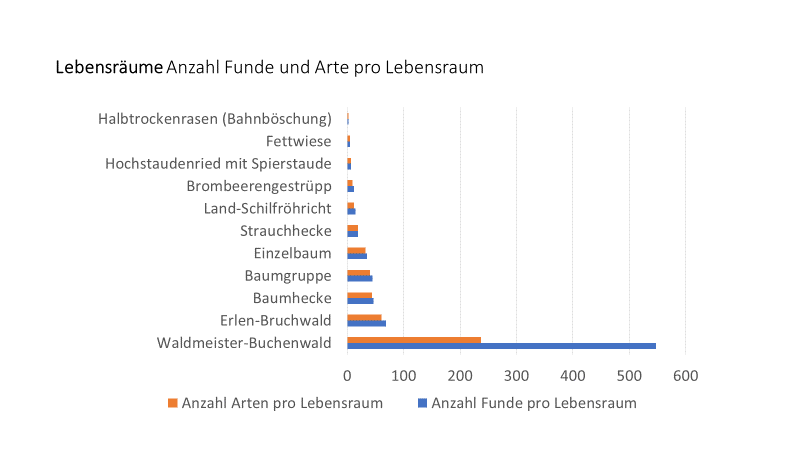 Lebensräume Anzahl Funde und Arte pro Lebensraum
Halbtrockenrasen (Bahnböschung)
Fettwiese
Hochstaudenried mit Spierstaude
Brombeerengestrüpp
Land-Schilfröhricht
Strauchhecke
Einzelbaum
Baumgruppe
Baumhecke
Erlen-Bruchwald
Waldmeister-Buchenwald
0 100 200 300 400 500 600
Anzahl Arten pro Lebensraum Anzahl Funde pro Lebensraum